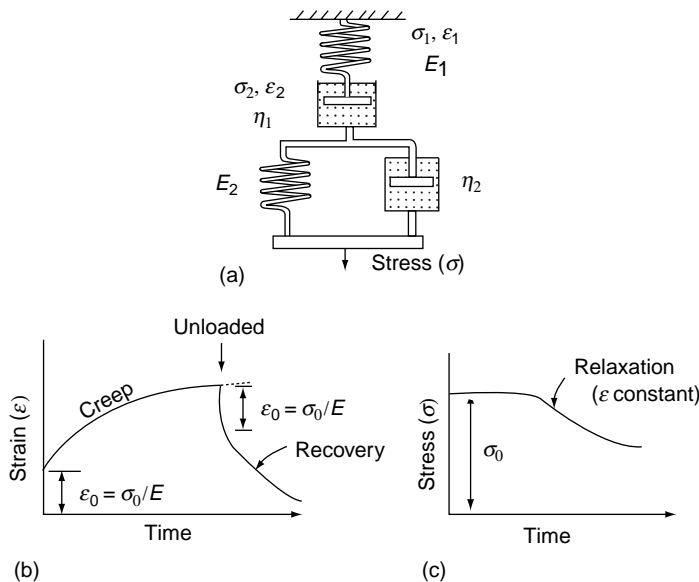 σ1, ε1
E1
σ2, ε2
η1
E2
η2
Stress (σ)
(a)
Unloaded
Creep
ε0 = σ0/E
Recovery
ε0 = σ0/E
Strain (ε)
Time
(b)
Relaxation
(ε constant)
σ0
Stress (σ)
Time
(c)